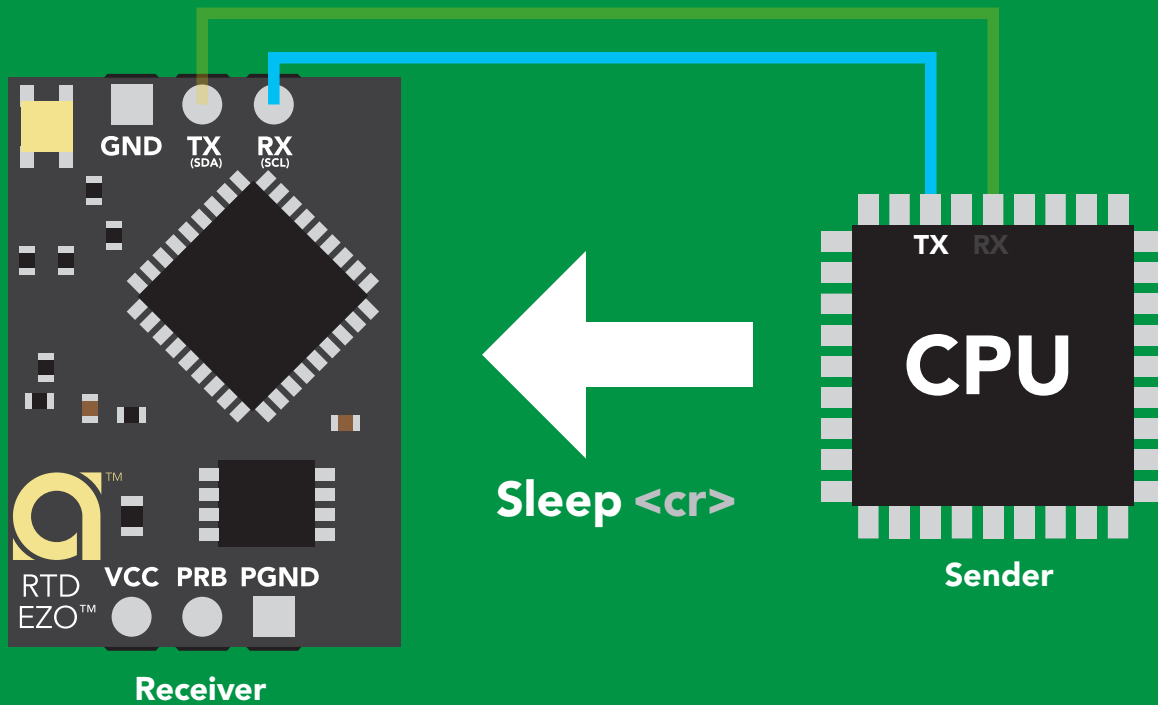 GND TX RX
(SDA) (SCL)
TX RX
CPU
Sleep <cr>
TM
VCC PRB PGND
RTD
EZO™
Sender
Receiver